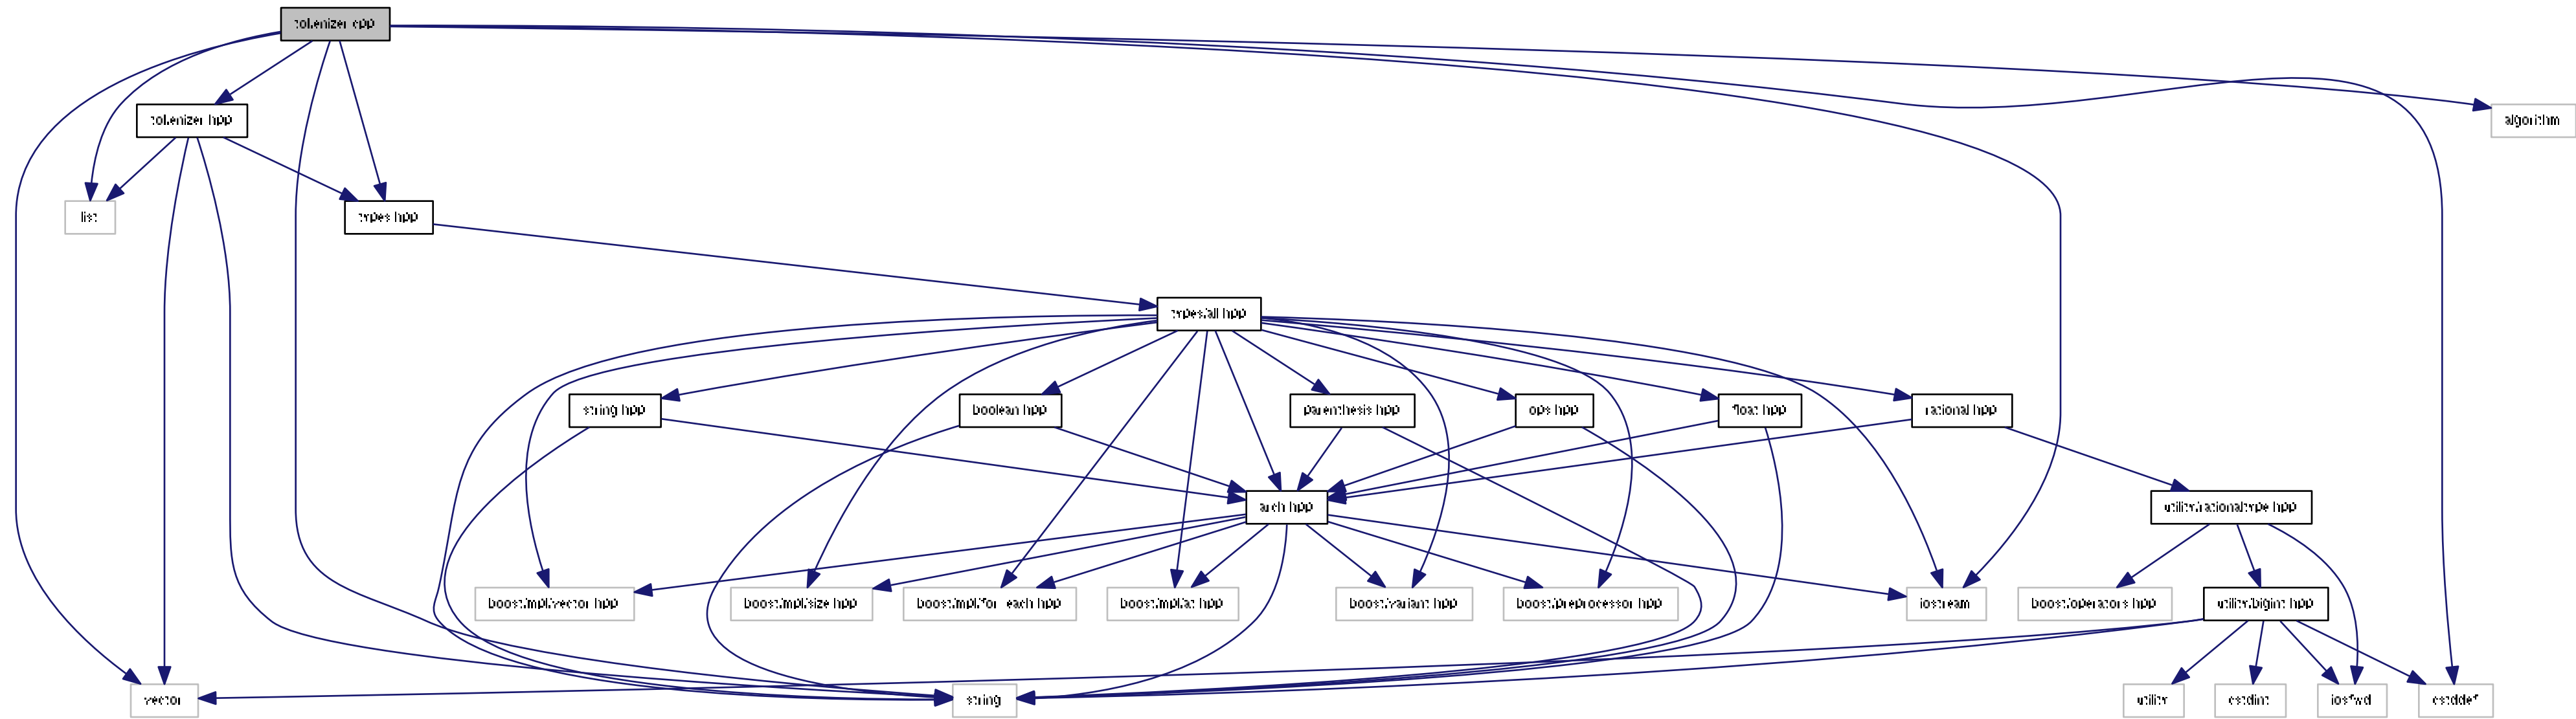 tokenizer.cpp
tokenizer.hpp
algorithm
list
types.hpp
types/all.hpp
string.hpp
boolean.hpp
parenthesis.hpp
ops.hpp
float.hpp
rational.hpp
arch.hpp
utility/rationaltype.hpp
boost/mpl/vector.hpp
boost/mpl/size.hpp
boost/mpl/for_each.hpp
boost/mpl/at.hpp
boost/variant.hpp
boost/preprocessor.hpp
iostream
boost/operators.hpp
utility/bigint.hpp
vector
string
utility
cstdint
iosfwd
cstddef